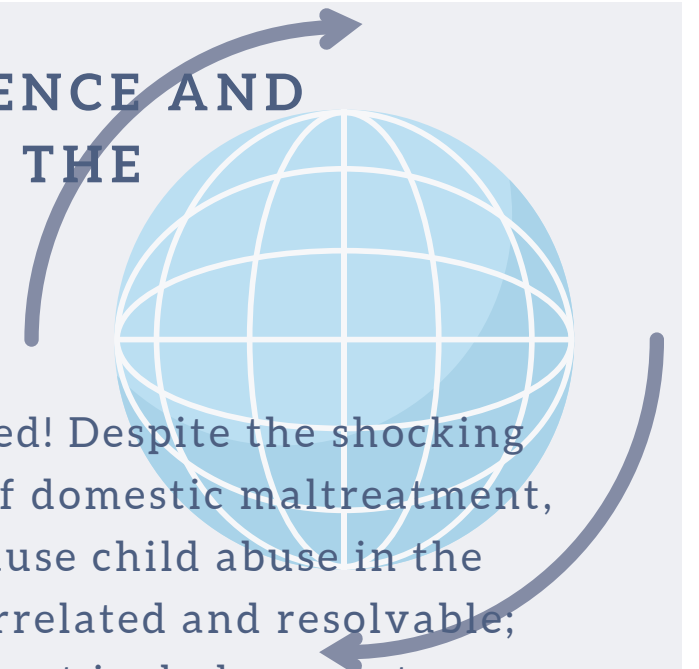 ENCE AND
THE
ed! Despite the shocking
f domestic maltreatment,
use child abuse in the
rrelated and resolvable;